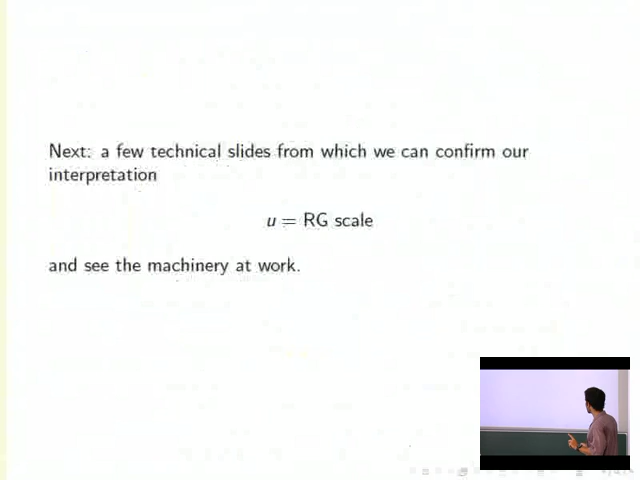 Next: a few technical slides from which we can confirm our
interpretation
u = RG scale
and see the machinery at work.